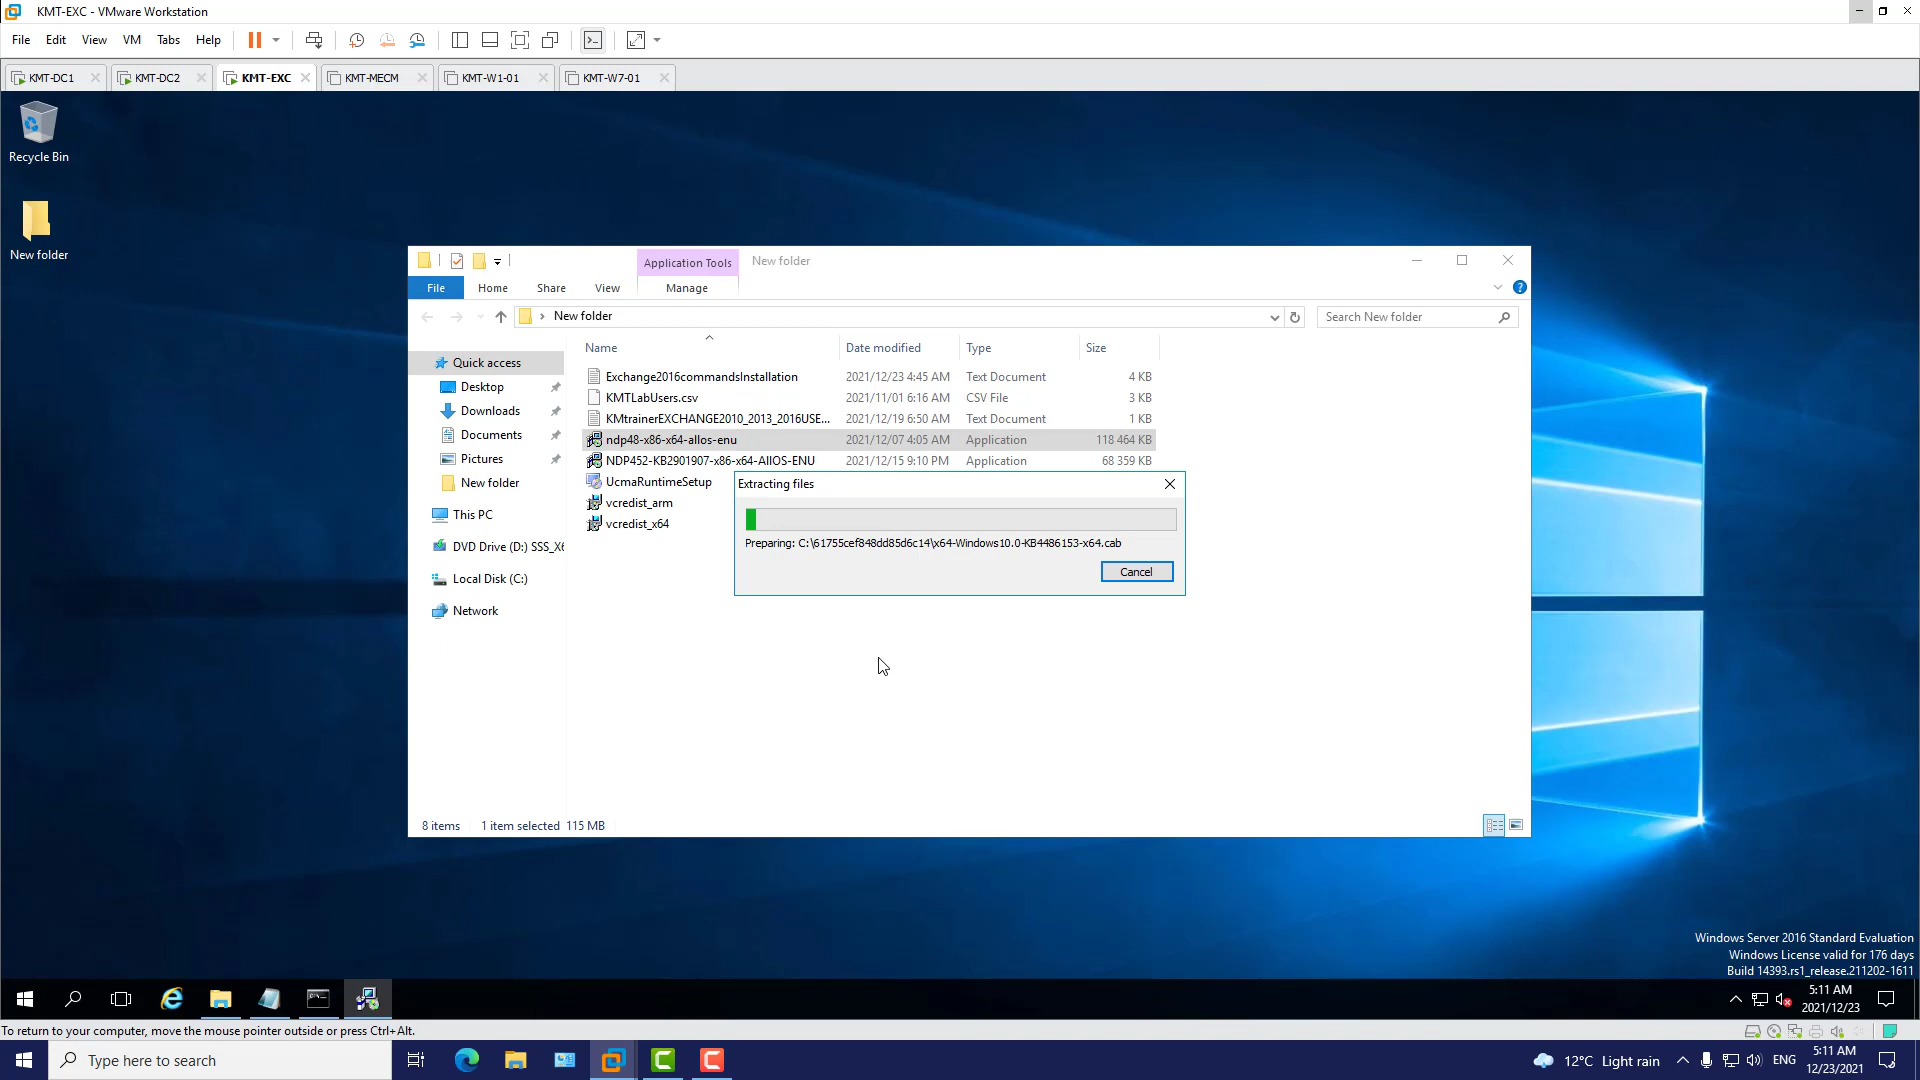 KMT-EXC - VMware Workstation
File Edit View VM Tabs Help
KMT-DC1 KMT-DC2 KMT-EXC KMT-MECM KMT-W1-01 KMT-W7-01
Recycle Bin
New folder
Application Tools New folder
File Home Share View Manage
New folder
Search New folder
Name Date modified Type Size
Quick access
Desktop
Downloads
Documents
Pictures
New folder
This PC
DVD Drive (D:) SSS_X6
Local Disk (C:)
Network
Exchange2016commandsInstallation 2021/12/23 4:45 AM Text Document 4 KB
KMTLabUsers.csv 2021/11/01 6:16 AM CSV File 3 KB
KMtrainerEXCHANGE2010_2013_2016USE... 2021/12/19 6:50 AM Text Document 1 KB
ndp48-x86-x64-allos-enu 2021/12/07 4:05 AM Application 118 464 KB
NDP452-KB2901907-x86-x64-AllOS-ENU 2021/12/15 9:10 PM Application 68 359 KB
UcmaRuntimeSetup
vcredist_arm
vcredist_x64
Extracting files
Preparing: C:\61755cef848dd85d6c14\x64-Windows10.0-KB4486153-x64.cab
Cancel
8 items 1 item selected 115 MB
Windows Server 2016 Standard Evaluation
Windows License valid for 176 days
Build 14393.rs1_release.211202-1611
5:11 AM
2021/12/23
To return to your computer, move the mouse pointer outside or press Ctrl+Alt.
Type here to search
12°C Light rain
ENG
5:11 AM
12/23/2021